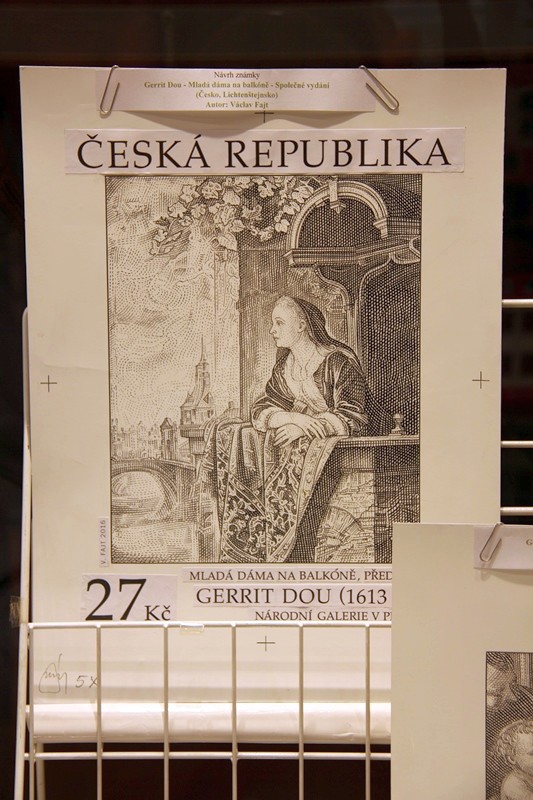 Návrh známky
Gerrit Dou - Mladá dáma na balkóně - Společné vydání
(Česko, Lichtenštejnsko)
Autor: Václav Fajt
ČESKÁ REPUBLIKA
V. FAJT 2016
MLADÁ DÁMA NA BALKÓNĚ, PŘED
27 Kč
GERRIT DOU (1613
NÁRODNÍ GALERIE V P
5x
G